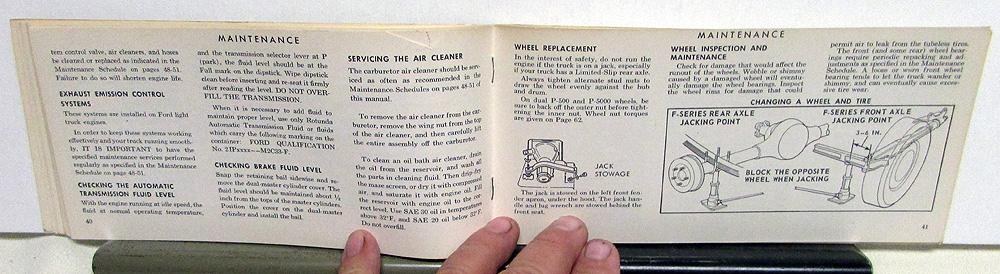 MAINTENANCE
tem control valve, air cleaners, and hoses
be cleaned or replaced as indicated in the
Maintenance Schedule on pages 48-51.
Failure to do so will shorten engine life.
EXHAUST EMISSION CONTROL
SYSTEMS
These systems are installed on Ford light
truck engines.
In order to keep these systems working
effectively and your truck running smooth-
ly, IT IS IMPORTANT to have the
specified maintenance services performed
regularly as specified in the Maintenance
Schedule on page 48-51.
CHECKING THE AUTOMATIC
TRANSMISSION FLUID LEVEL
With the engine running at idle speed, the
fluid at normal operating temperature,
40
and the transmission selector lever at P
(park), the fluid level should be at the
Full mark on the dipstick. Wipe dipstick
clean before inserting and re-seat it firmly
after reading the level. DO NOT OVER-
FILL THE TRANSMISSION.
When it is necessary to add fluid to
maintain proper level, use only Rotunda
Automatic Transmission Fluid or fluids
which carry the following marking on the
container: FORD QUALIFICATION
No. 21Pxxxx—M2C33-F.
CHECKING BRAKE FLUID LEVEL
Snap the retaining bail sidewise and re-
move the dual-master cylinder cover. The
fluid level should be maintained about
inch from the tops of the master cylinders.
Position the cover on the dual-master
cylinder and install the bail.
SERVICING THE AIR CLEANER
The carburetor air cleaner should be serv-
iced as often as recommended in the
Maintenance Schedules on pages 48-51 of
this manual.
To remove the air cleaner from the car-
buretor, remove the wing nut from the top
of the air cleaner, and then carefully lift
the entire assembly off the carburetor.
To clean an oil bath air cleaner, drain
the oil from the reservoir, and wash all
the parts in cleaning fluid. Then drip-dry
the maze screen, or dry it with compressed
air, and saturate it with engine oil. Fill
the reservoir with engine oil to the cor-
rect level. Use SAE 30 oil in temperatures
above 32°F, and SAE 20 oil below 32°F.
Do not overfill.
MAINTENANCE
WHEEL REPLACEMENT
In the interest of safety, do not run the
engine if the truck is on a jack, especially
if your truck has a Limited-Slip rear axle.
Always tighten alternate stud nuts to
draw the wheel evenly against the hub
and drum.
On dual P-500 and P-5000 wheels, be
sure to back off the outer nut before tight-
ening the inner nut. Wheel nut torques
are given on Page 62.
JACK
STOWAGE
The jack is stowed on the left front fen-
der apron, under the hood. The jack han-
dle and lug wrench are stowed behind the
front seat.
WHEEL INSPECTION AND
MAINTENANCE
Check for damage that would affect the
runout of the wheels. Wobble or shimmy
caused by a damaged wheel will eventu-
ally damage the wheel bearings. Inspect
the wheel rims for damage that could
permit air to leak from the tubeless tires.
The front (and some rear) wheel bear-
ings require periodic repacking and ad-
justments as specified in the Maintenance
Schedule. A loose or worn front wheel
bearing tends to let the truck wander or
shimmy and can eventually cause exces-
sive tire wear.
CHANGING A WHEEL AND TIRE
F-SERIES REAR AXLE
JACKING POINT
F-SERIES FRONT AXLE
JACKING POINT
3-6 IN.
BLOCK THE OPPOSITE
WHEEL WHEN JACKING
41